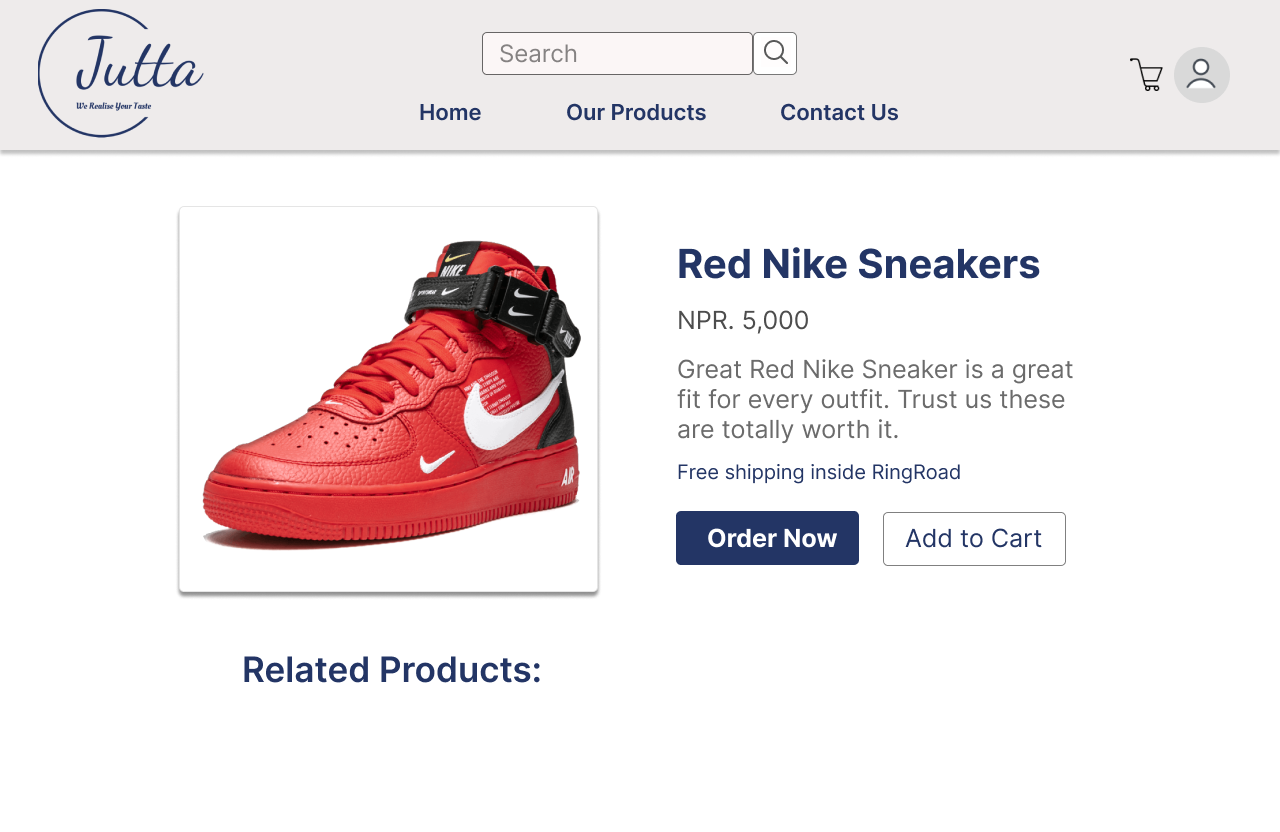 Jutta
We Realise Your Taste
Search
Home
Our Products
Contact Us
NIKE
NIKE
AIR
Red Nike Sneakers
NPR. 5,000
Great Red Nike Sneaker is a great
fit for every outfit. Trust us these
are totally worth it.
Free shipping inside RingRoad
Order Now
Add to Cart
Related Products: